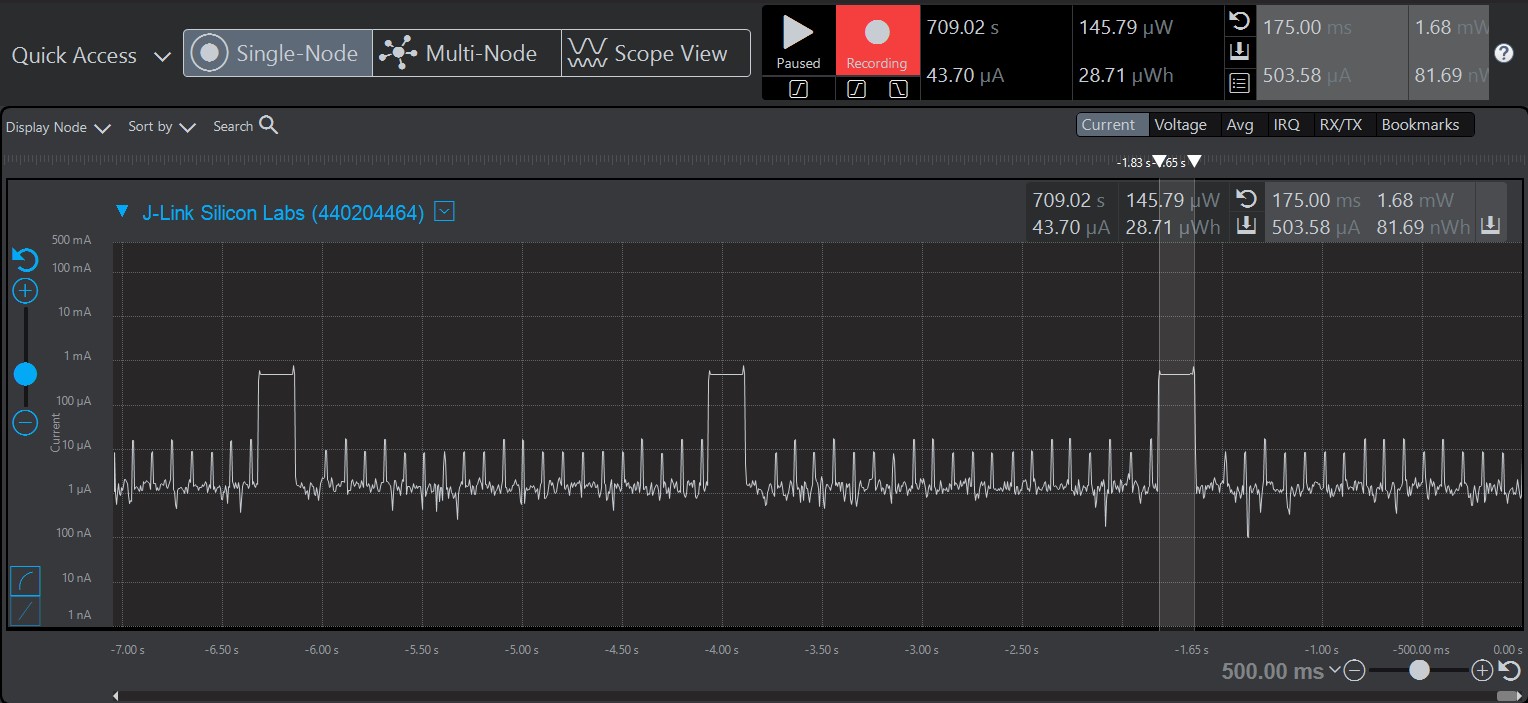 Quick Access
Single-Node
Multi-Node
Scope View
Paused
Recording
709.02 s
145.79 µW
43.70 µA
28.71 µWh
175.00 ms
1.68 mW
503.58 µA
81.69 nW
?
Display Node
Sort by
Search
Current
Voltage
Avg
IRQ
RX/TX
Bookmarks
-1.83 s
.65 s
J-Link Silicon Labs (440204464)
709.02 s
145.79 µW
43.70 µA
28.71 µWh
175.00 ms
1.68 mW
503.58 µA
81.69 nWh
500 mA
100 mA
10 mA
1 mA
100 µA
10 µA
1 µA
100 nA
10 nA
1 nA
Current
-7.00 s
-6.50 s
-6.00 s
-5.50 s
-5.00 s
-4.50 s
-4.00 s
-3.50 s
-3.00 s
-2.50 s
-1.65 s
-1.00 s
-500.00 ms
0.00 s
500.00 ms